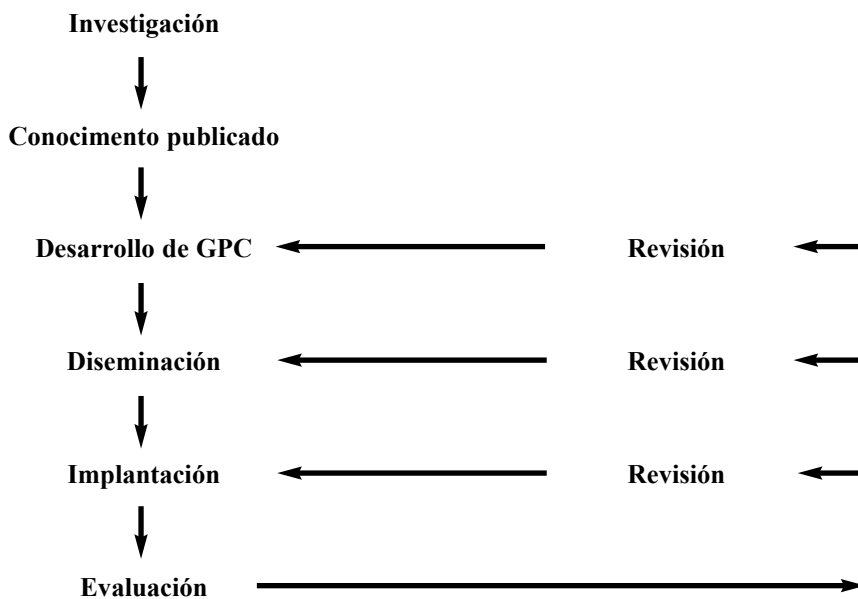 Investigación
Conocimento publicado
Desarrollo de GPC
Revisión
Diseminación
Revisión
Implantación
Revisión
Evaluación